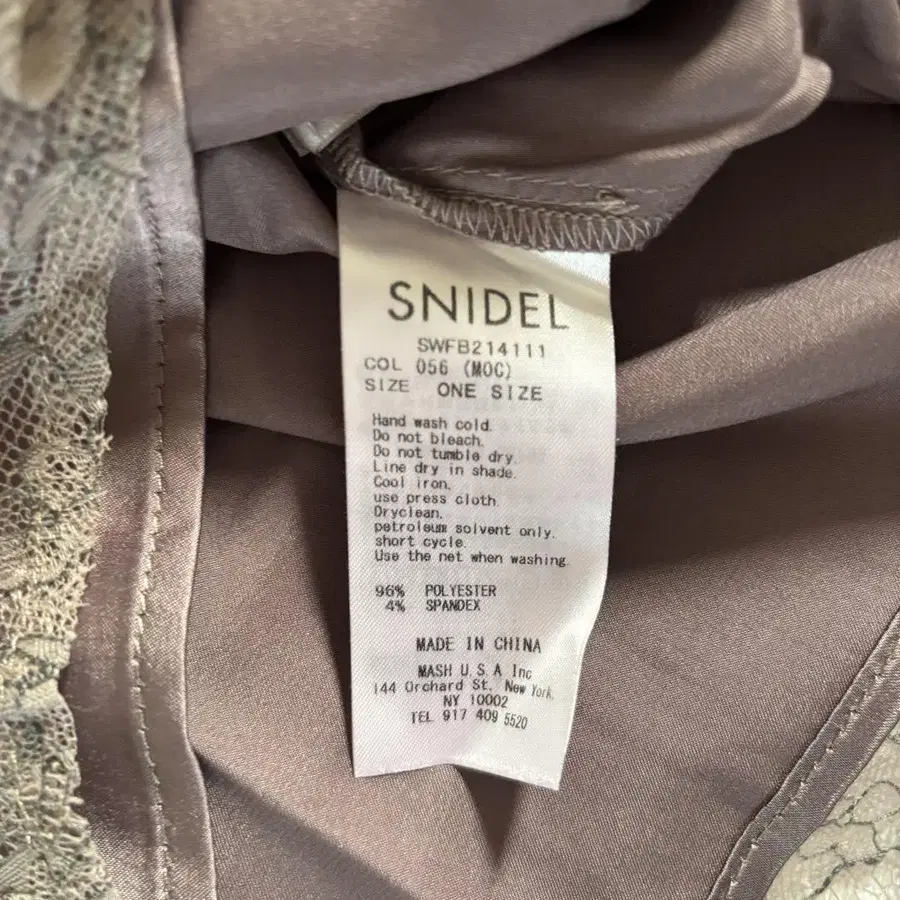 SNIDEL
SWFB214111
COL 056 (MOC)
SIZE ONE SIZE
Hand wash cold.
Do not bleach.
Do not tumble dry.
Line dry in shade.
Cool iron,
use press cloth.
Dryclean,
petroleum solvent only.
short cycle.
Use the net when washing.
96% POLYESTER
4% SPANDEX
MADE IN CHINA
MASH U.S.A Inc
144 Orchard St. New York,
NY 10002
TEL 917 409 5520